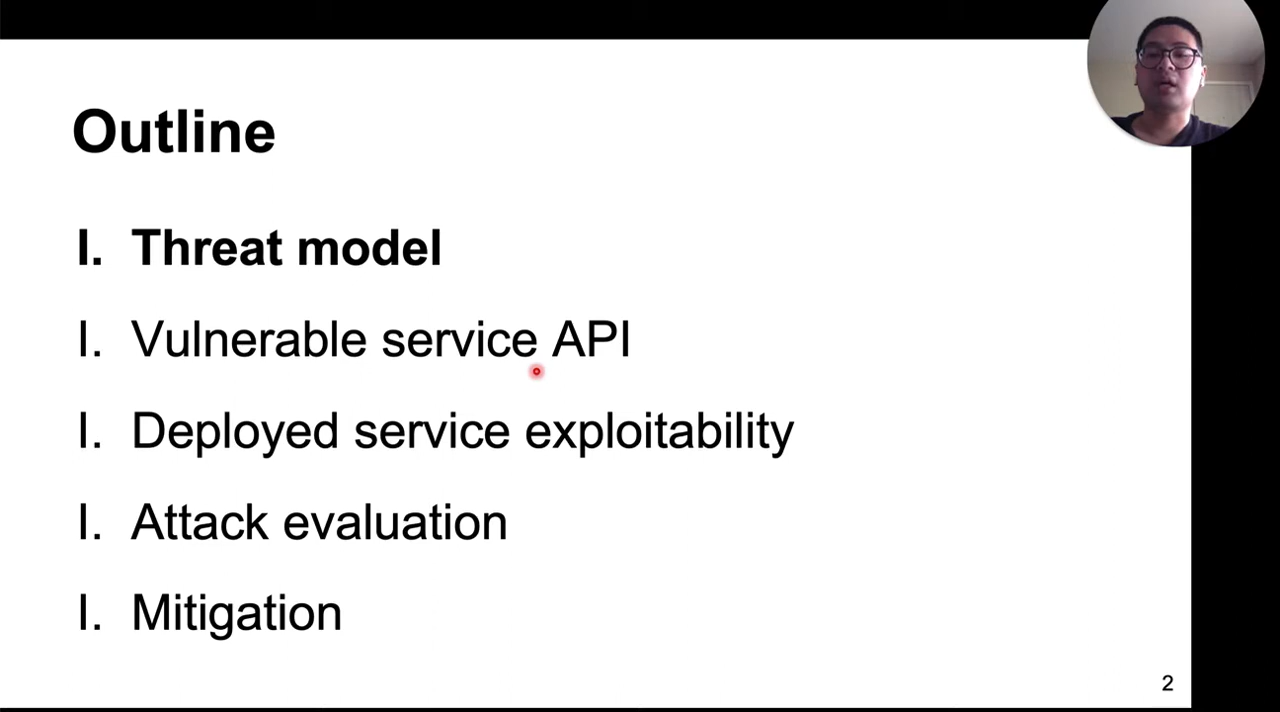 Outline
I. Threat model
I. Vulnerable service API
I. Deployed service exploitability
I. Attack evaluation
I. Mitigation
2